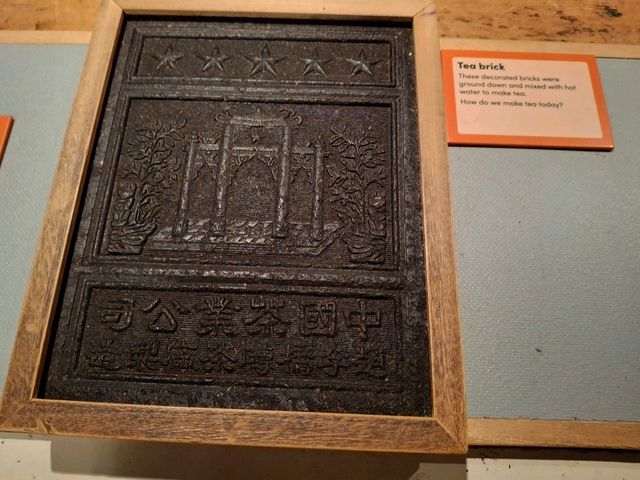 中國茶業公司
趙李橋磚茶廠製造
Tea brick
These decorated bricks were
ground down and mixed with hot
water to make tea.
How do we make tea today?